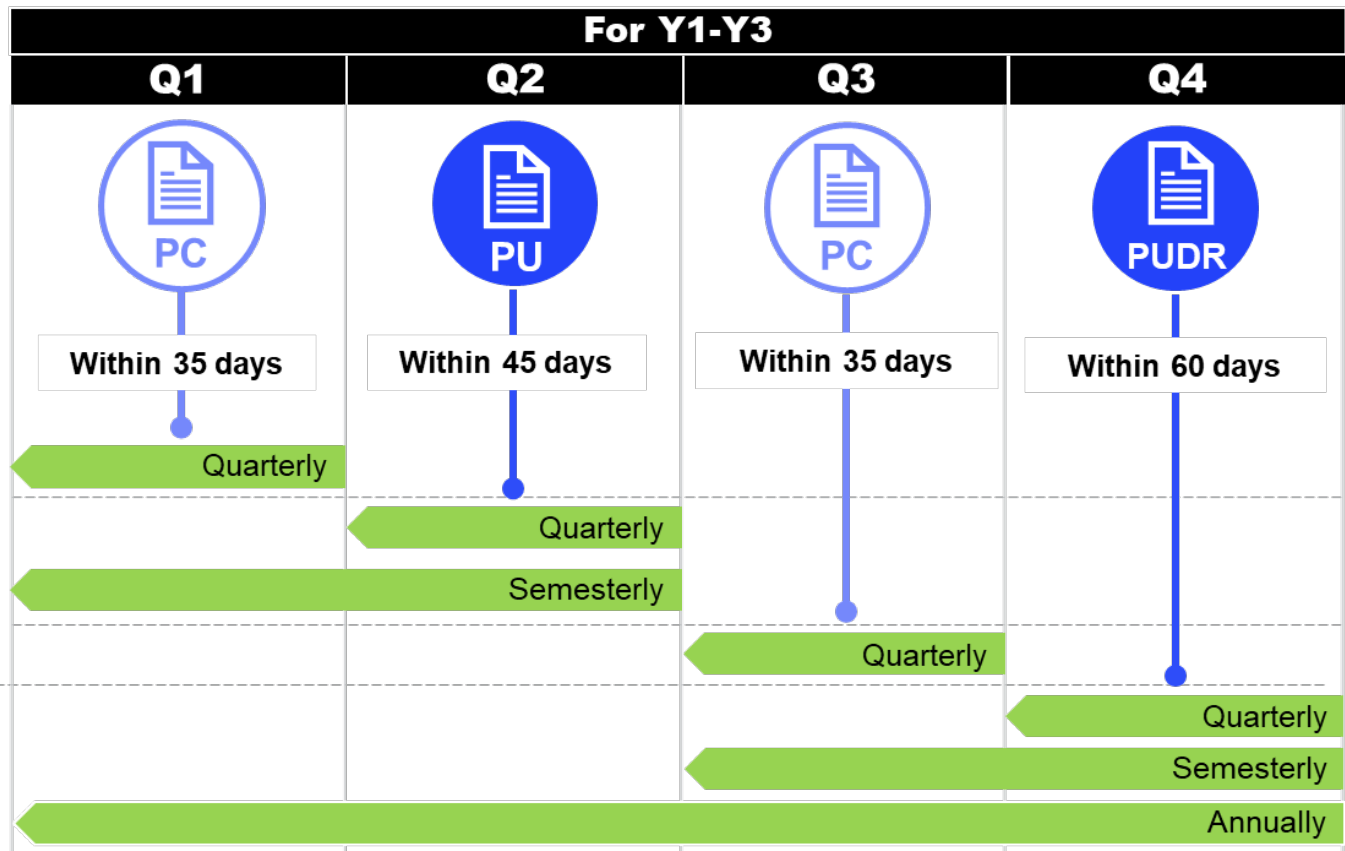 For Y1-Y3
Q1
Q2
Q3
Q4
PC
PU
PC
PUDR
Within 35 days
Within 45 days
Within 35 days
Within 60 days
Quarterly
Quarterly
Semesterly
Quarterly
Quarterly
Semesterly
Annually